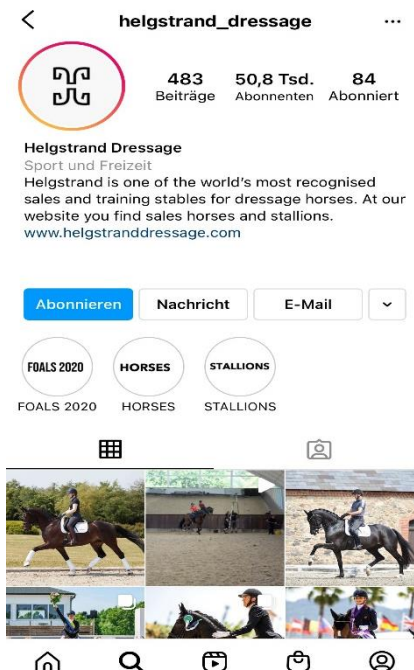 helgstrand_dressage
483 50,8 Tsd. 84
Beiträge Abonnenten Abonniert
Helgstrand Dressage
Sport und Freizeit
Helgstrand is one of the world's most recognised
sales and training stables for dressage horses. At our
website you find sales horses and stallions.
www.helgstranddressage.com
Abonnieren Nachricht E-Mail
FOALS 2020 HORSES STALLIONS
FOALS 2020 HORSES STALLIONS